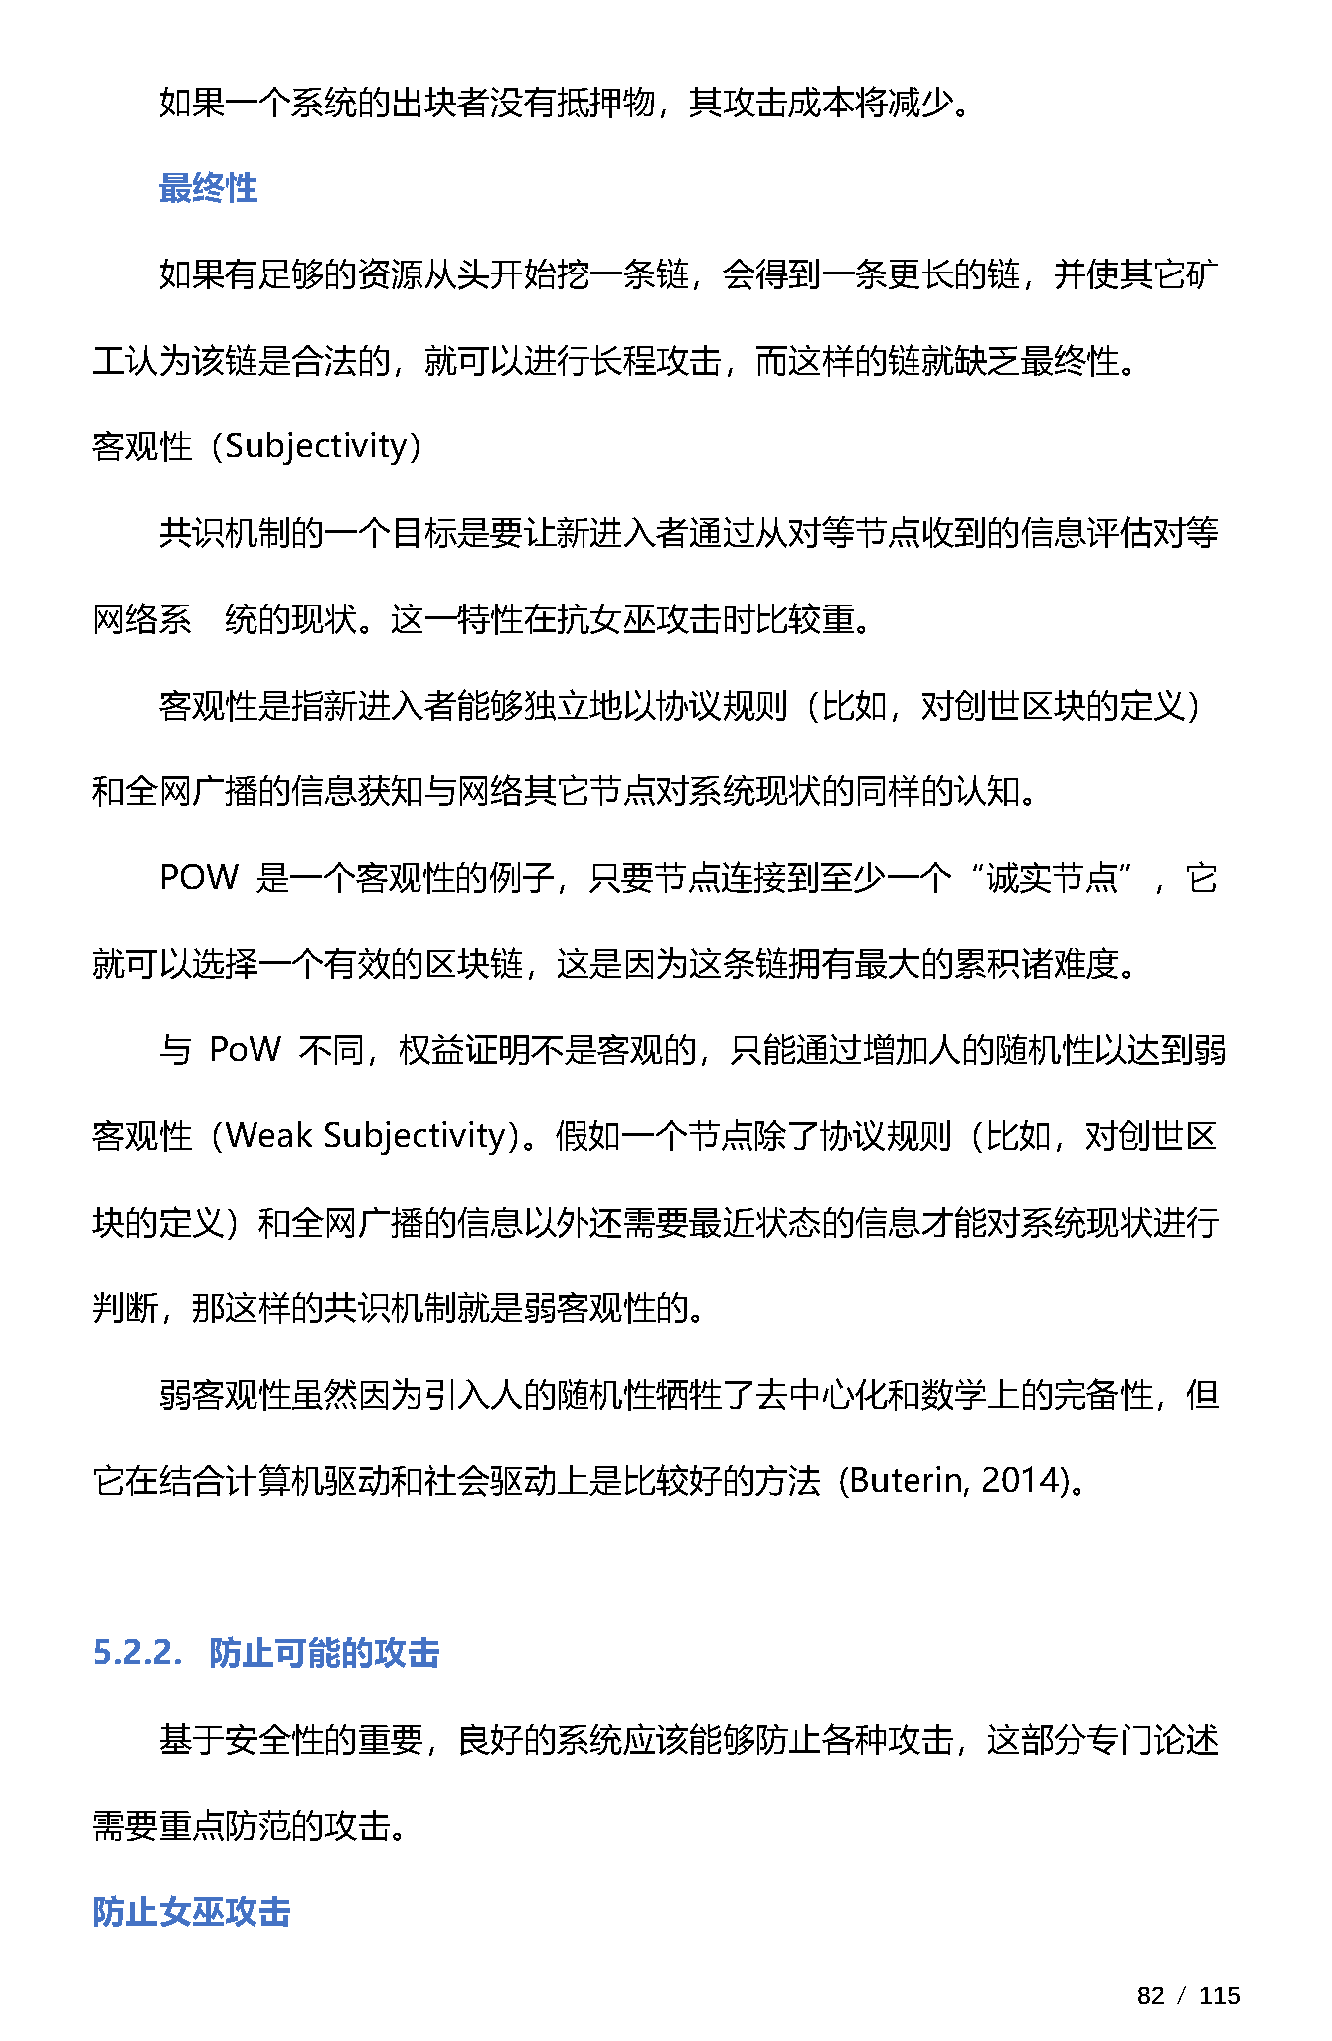 如果一个系统的出块者没有抵押物，其攻击成本将减少。
最终性
如果有足够的资源从头开始挖一条链，会得到一条更长的链，并使其它矿
工认为该链是合法的，就可以进行长程攻击，而这样的链就缺乏最终性。
客观性（Subjectivity）
共识机制的一个目标是要让新进入者通过从对等节点收到的信息评估对等
网络系　统的现状。这一特性在抗女巫攻击时比较重。
客观性是指新进入者能够独立地以协议规则（比如，对创世区块的定义）
和全网广播的信息获知与网络其它节点对系统现状的同样的认知。
POW 是一个客观性的例子，只要节点连接到至少一个“诚实节点”，它
就可以选择一个有效的区块链，这是因为这条链拥有最大的累积诸难度。
与 PoW 不同，权益证明不是客观的，只能通过增加人的随机性以达到弱
客观性（Weak Subjectivity）。假如一个节点除了协议规则（比如，对创世区
块的定义）和全网广播的信息以外还需要最近状态的信息才能对系统现状进行
判断，那这样的共识机制就是弱客观性的。
弱客观性虽然因为引入人的随机性牺牲了去中心化和数学上的完备性，但
它在结合计算机驱动和社会驱动上是比较好的方法 (Buterin, 2014)。
5.2.2. 防止可能的攻击
基于安全性的重要，良好的系统应该能够防止各种攻击，这部分专门论述
需要重点防范的攻击。
防止女巫攻击
82 / 115